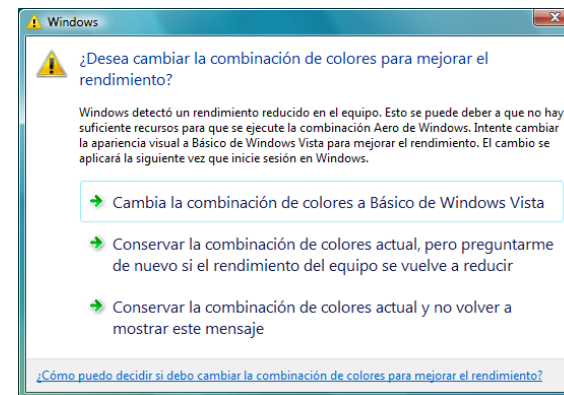 Windows
¿Desea cambiar la combinación de colores para mejorar el
rendimiento?
Windows detectó un rendimiento reducido en el equipo. Esto se puede deber a que no hay
suficiente recursos para que se ejecute la combinación Aero de Windows. Intente cambiar
la apariencia visual a Básico de Windows Vista para mejorar el rendimiento. El cambio se
aplicará la siguiente vez que inicie sesión en Windows.
Cambia la combinación de colores a Básico de Windows Vista
Conservar la combinación de colores actual, pero preguntarme
de nuevo si el rendimiento del equipo se vuelve a reducir
Conservar la combinación de colores actual y no volver a
mostrar este mensaje
¿Cómo puedo decidir si debo cambiar la combinación de colores para mejorar el rendimiento?